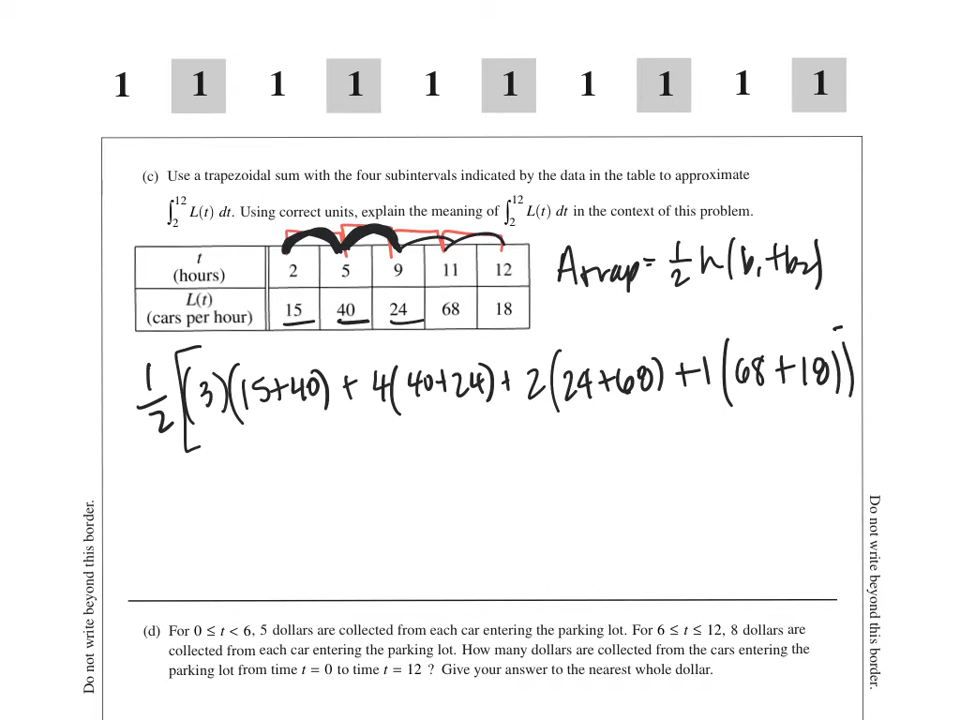 1 1 1 1 1 1 1 1 1 1
(c) Use a trapezoidal sum with the four subintervals indicated by the data in the table to approximate
∫₂¹² L(t) dt. Using correct units, explain the meaning of ∫₂¹² L(t) dt in the context of this problem.
t (hours) 2 5 9 11 12
L(t) (cars per hour) 15 40 24 68 18
Atrap = 1/2 h(b1+b2)
1/2 [(3)(15+40) + 4(40+24) + 2(24+68) + 1(68+18))
Do not write beyond this border.
Do not write beyond this border.
(d) For 0 ≤ t < 6, 5 dollars are collected from each car entering the parking lot. For 6 ≤ t ≤ 12, 8 dollars are
collected from each car entering the parking lot. How many dollars are collected from the cars entering the
parking lot from time t = 0 to time t = 12 ? Give your answer to the nearest whole dollar.